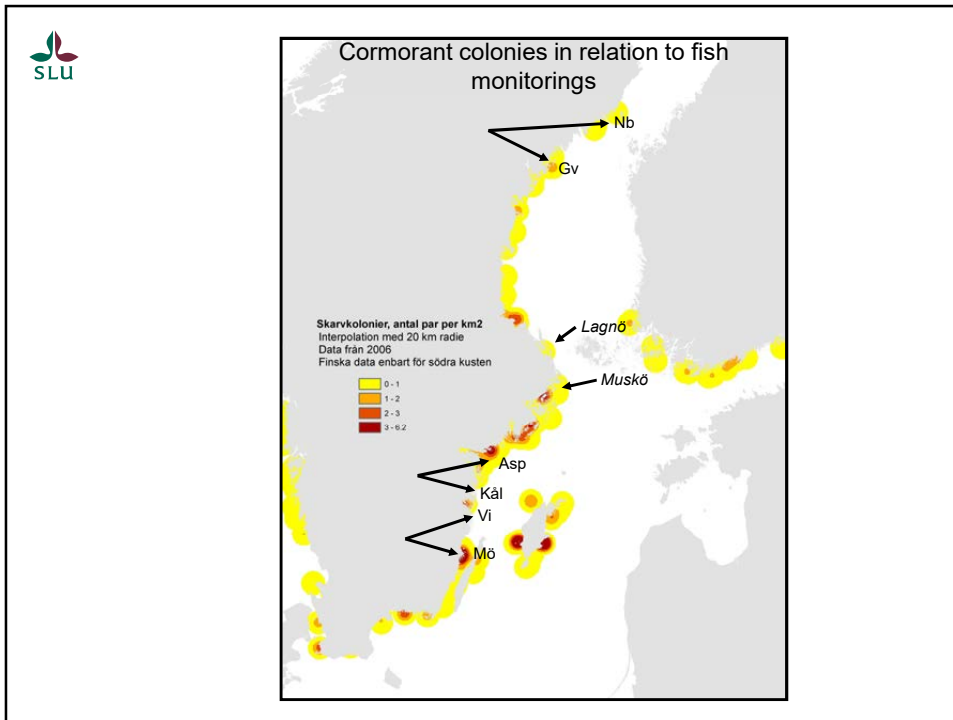 SLU
Cormorant colonies in relation to fish
monitorings
Nb
Gv
Skarvkolonier, antal par per km2
Interpolation med 20 km radie
Data från 2006
Finska data enbart för södra kusten
0 - 1
1 - 2
2 - 3
3 - 6.2
Lagnö
Muskö
Asp
Kål
Vi
Mö